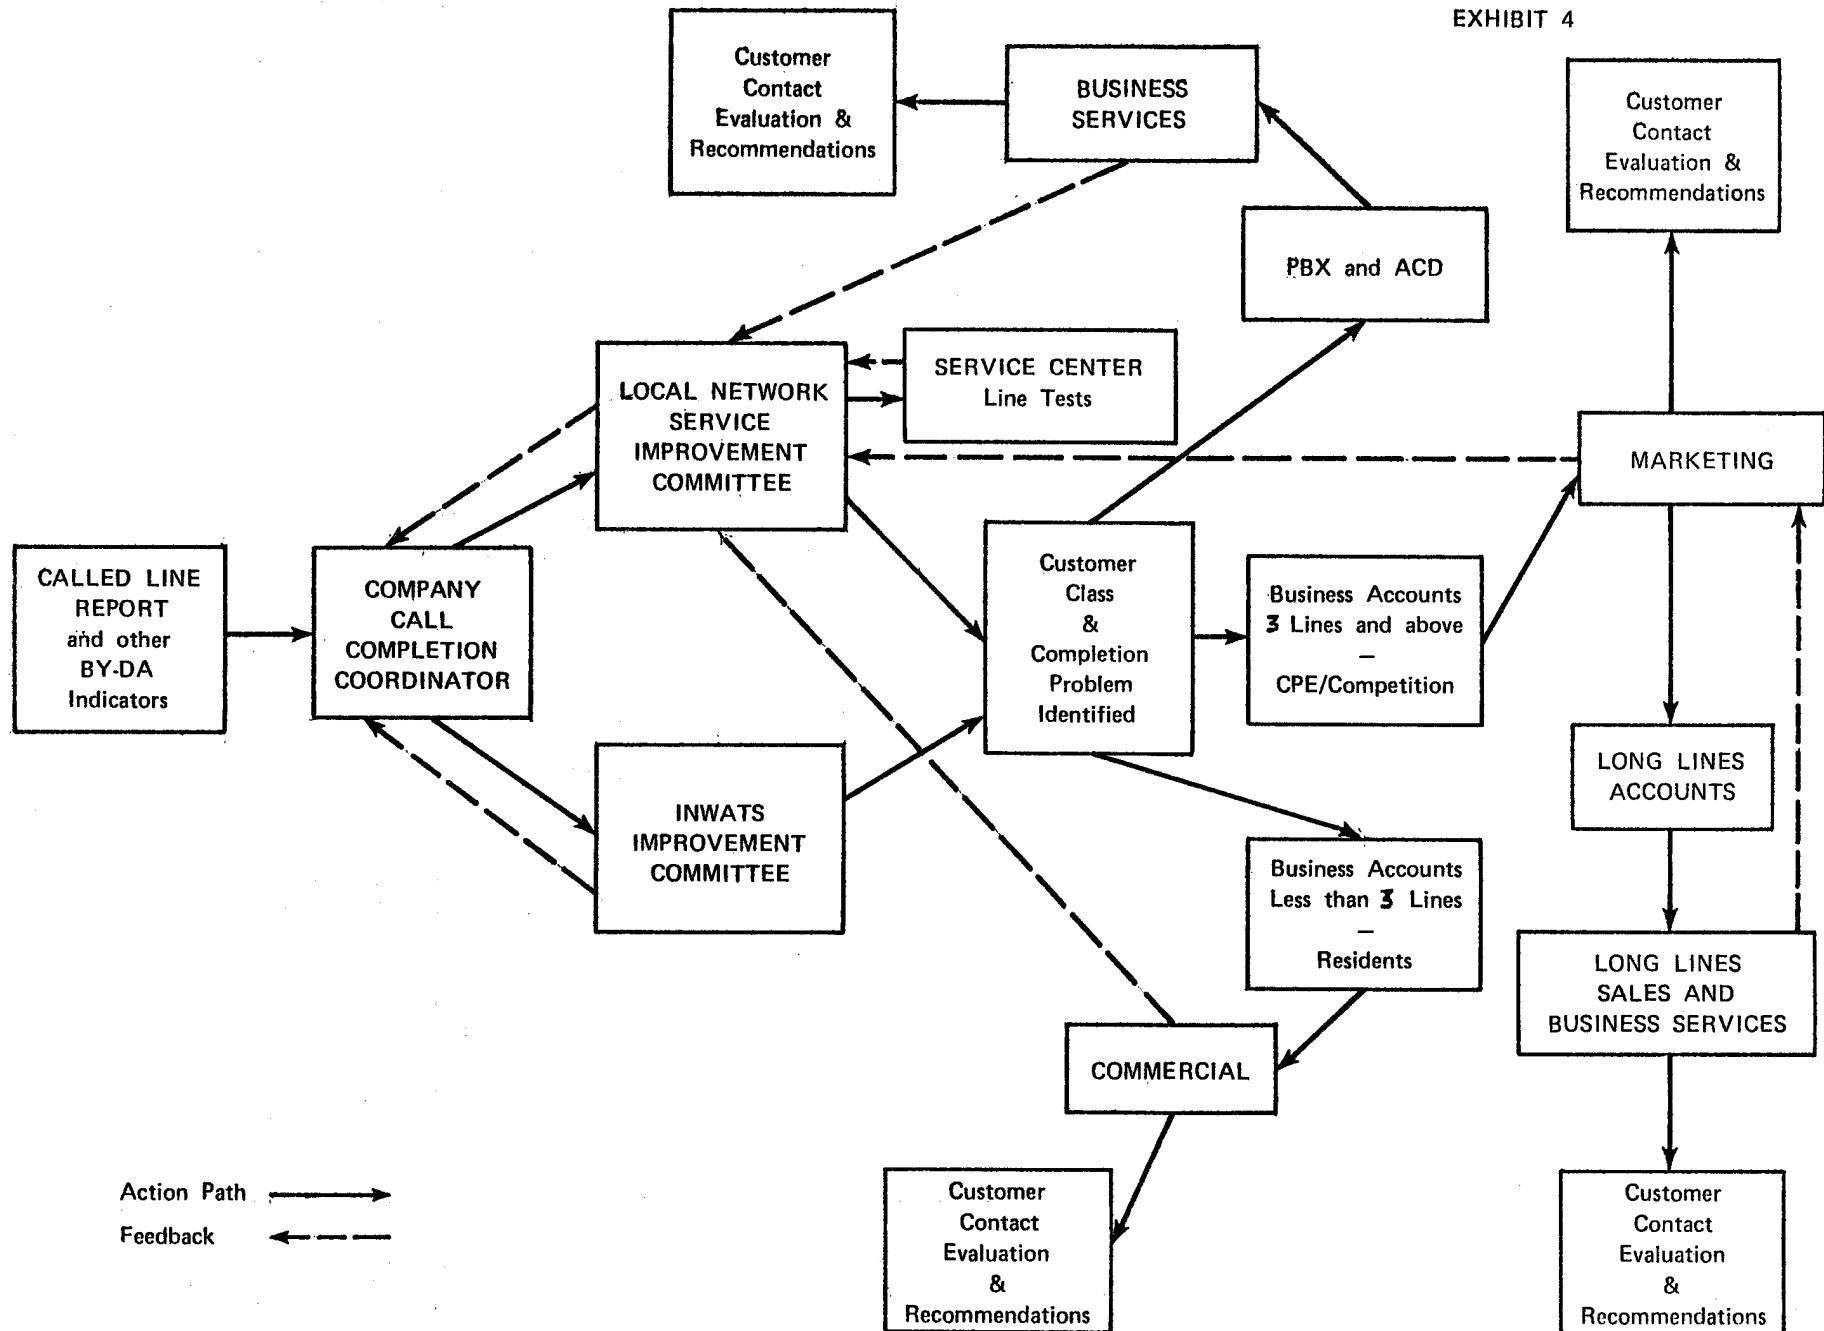 EXHIBIT 4
Customer
Contact
Evaluation &
Recommendations
BUSINESS
SERVICES
Customer
Contact
Evaluation &
Recommendations
PBX and ACD
LOCAL NETWORK
SERVICE
IMPROVEMENT
COMMITTEE
SERVICE CENTER
Line Tests
MARKETING
CALLED LINE
REPORT
and other
BY-DA
Indicators
COMPANY
CALL
COMPLETION
COORDINATOR
Customer
Class
&
Completion
Problem
Identified
Business Accounts
3 Lines and above
–
CPE/Competition
INWATS
IMPROVEMENT
COMMITTEE
LONG LINES
ACCOUNTS
Business Accounts
Less than 3 Lines
–
Residents
LONG LINES
SALES AND
BUSINESS SERVICES
COMMERCIAL
Customer
Contact
Evaluation
&
Recommendations
Customer
Contact
Evaluation
&
Recommendations
Action Path
Feedback